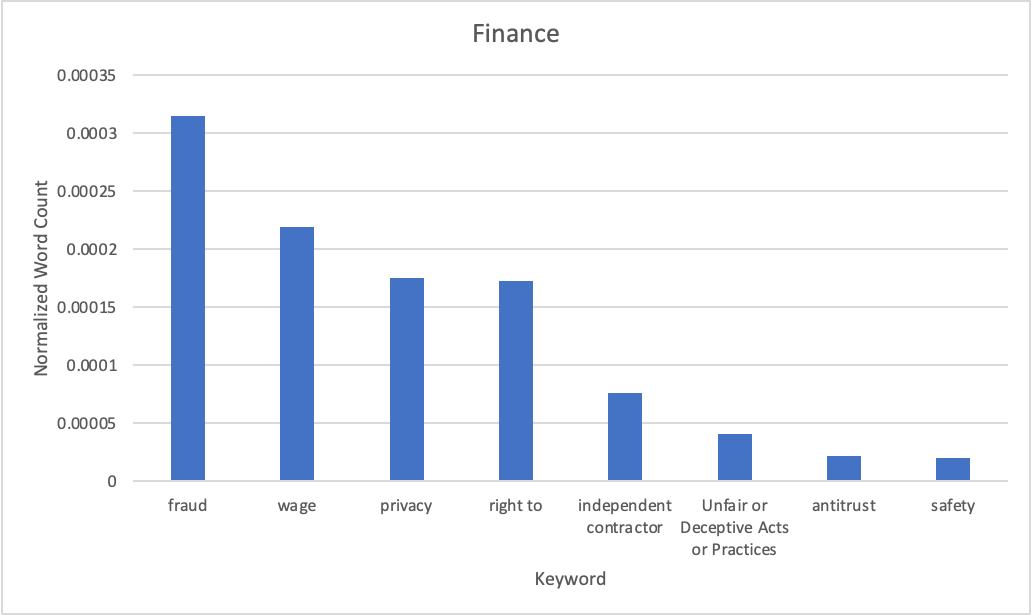 Finance
Normalized Word Count
0.00035
0.0003
0.00025
0.0002
0.00015
0.0001
0.00005
0
fraud
wage
privacy
right to
independent
contractor
Unfair or
Deceptive Acts
or Practices
antitrust
safety
Keyword